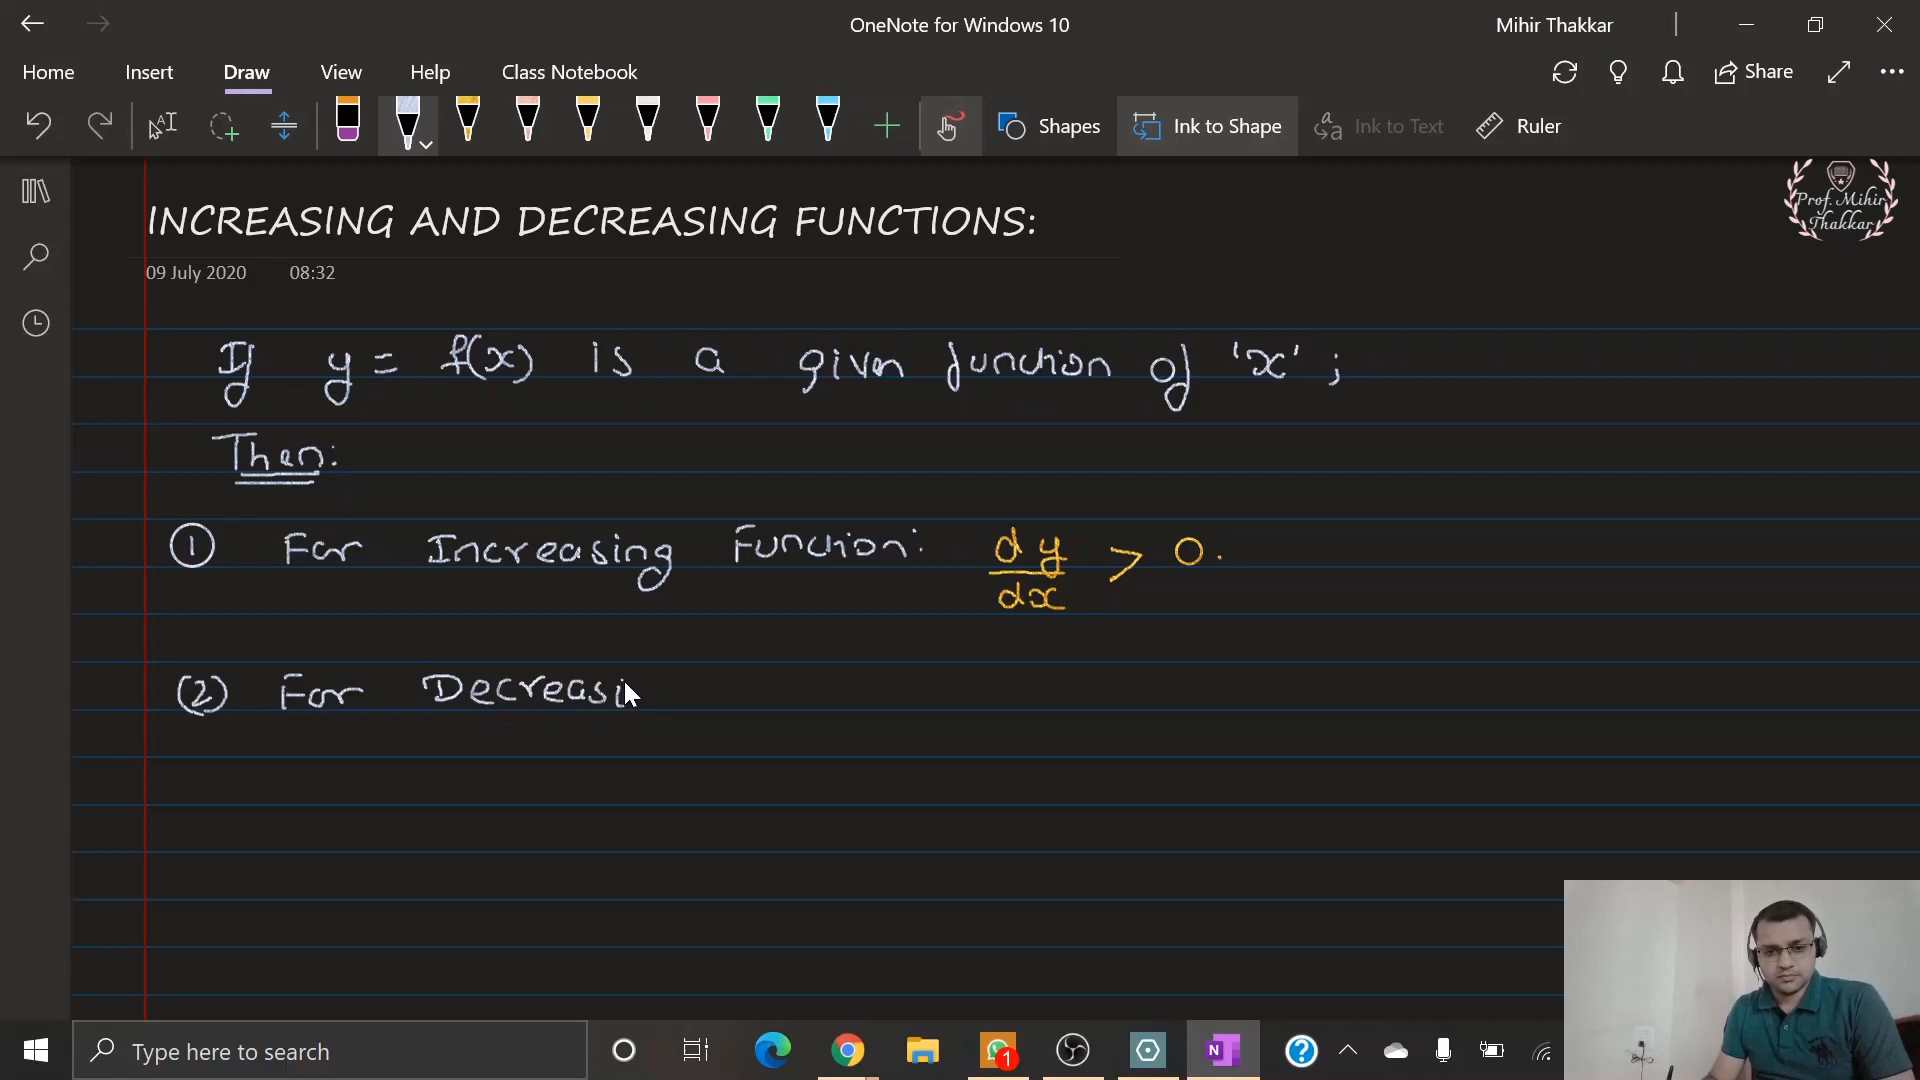 OneNote for Windows 10
Mihir Thakkar
Home Insert Draw View Help Class Notebook
Share
Shapes Ink to Shape Ink to Text Ruler
Prof. Mihir
Thakkar
INCREASING AND DECREASING FUNCTIONS:
09 July 2020 08:32
If y = f(x) is a given function of 'x' ;
Then:
① For Increasing Function: dy/dx > 0.
(2) For Decreasi
Type here to search
1
N